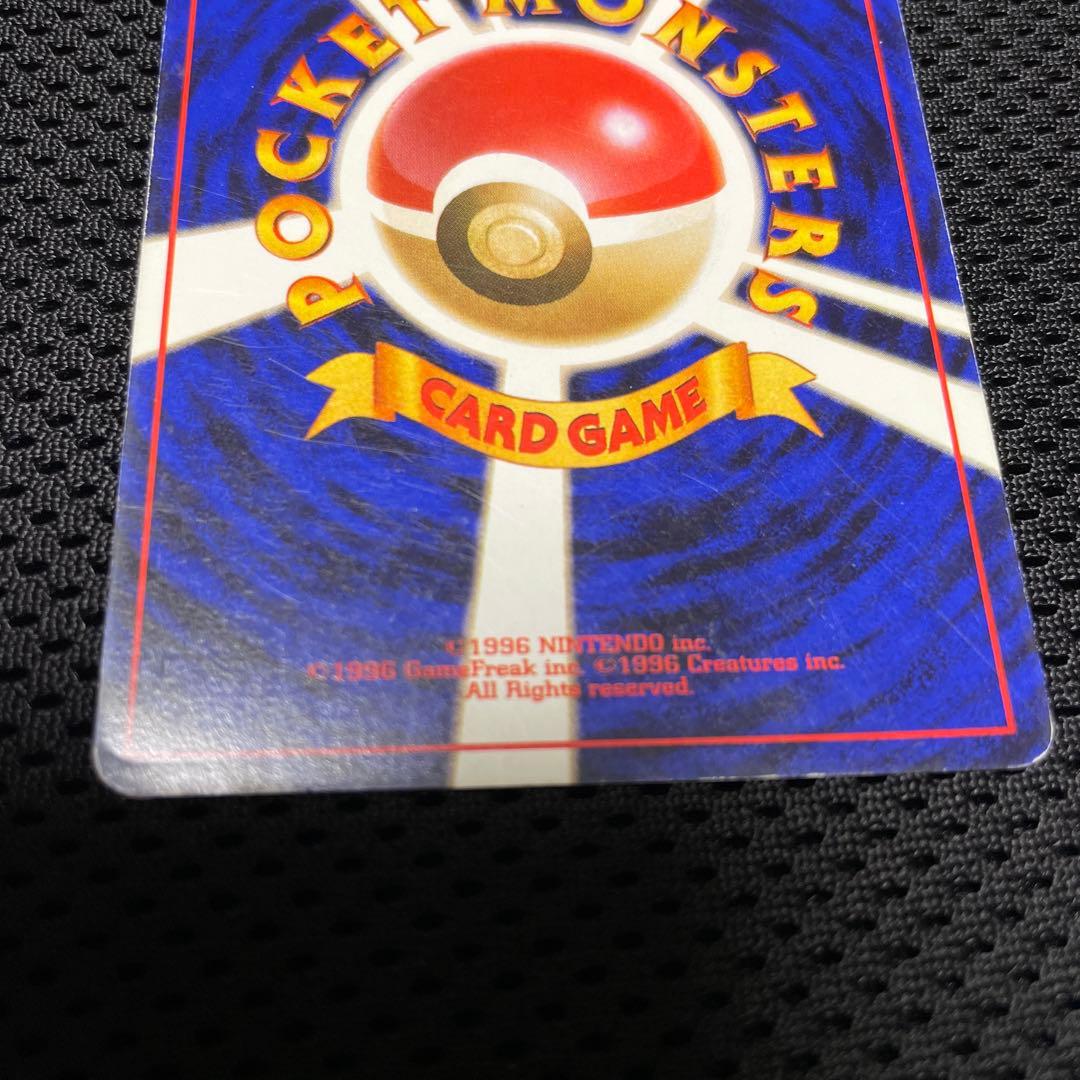 POCKET MONSTERS
CARD GAME
©1996 NINTENDO inc.
©1996 GameFreak inc. ©1996 Creatures inc.
All Rights reserved.